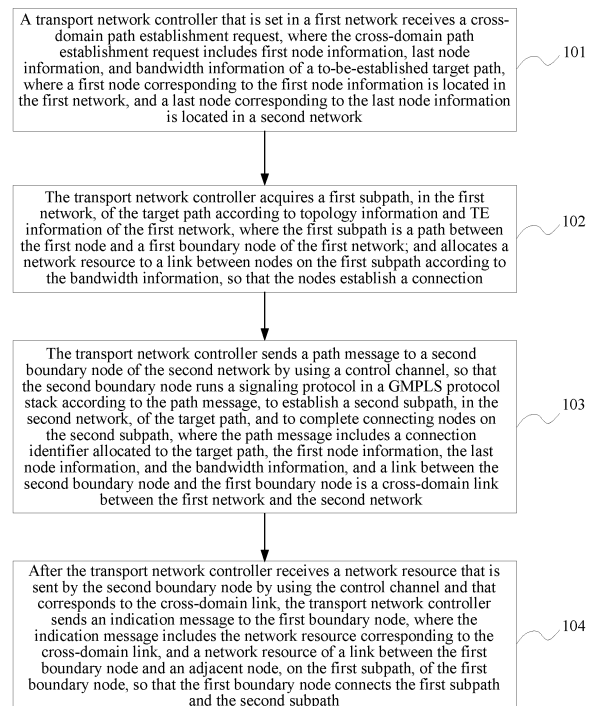 A transport network controller that is set in a first network receives a cross-
domain path establishment request, where the cross-domain path
establishment request includes first node information, last node
information, and bandwidth information of a to-be-established target path,
where a first node corresponding to the first node information is located in
the first network, and a last node corresponding to the last node information
is located in a second network
101
The transport network controller acquires a first subpath, in the first
network, of the target path according to topology information and TE
information of the first network, where the first subpath is a path between
the first node and a first boundary node of the first network; and allocates a
network resource to a link between nodes on the first subpath according to
the bandwidth information, so that the nodes establish a connection
102
The transport network controller sends a path message to a second
boundary node of the second network by using a control channel, so that
the second boundary node runs a signaling protocol in a GMPLS protocol
stack according to the path message, to establish a second subpath, in the
second network, of the target path, and to complete connecting nodes on
the second subpath, where the path message includes a connection
identifier allocated to the target path, the first node information, the last
node information, and the bandwidth information, and a link between the
second boundary node and the first boundary node is a cross-domain link
between the first network and the second network
103
After the transport network controller receives a network resource that is
sent by the second boundary node by using the control channel and that
corresponds to the cross-domain link, the transport network controller
sends an indication message to the first boundary node, where the
indication message includes the network resource corresponding to the
cross-domain link, and a network resource of a link between the first
boundary node and an adjacent node, on the first subpath, of the first
boundary node, so that the first boundary node connects the first subpath
and the second subpath
104